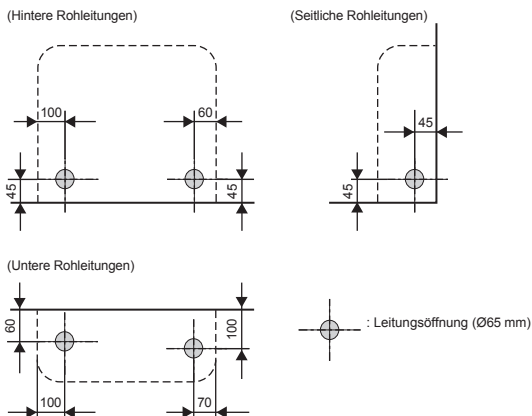 (Hintere Rohleitungen)
100
60
45
45
(Seitliche Rohleitungen)
45
45
(Untere Rohleitungen)
60
100
100
70
: Leitungsöffnung (Ø65 mm)